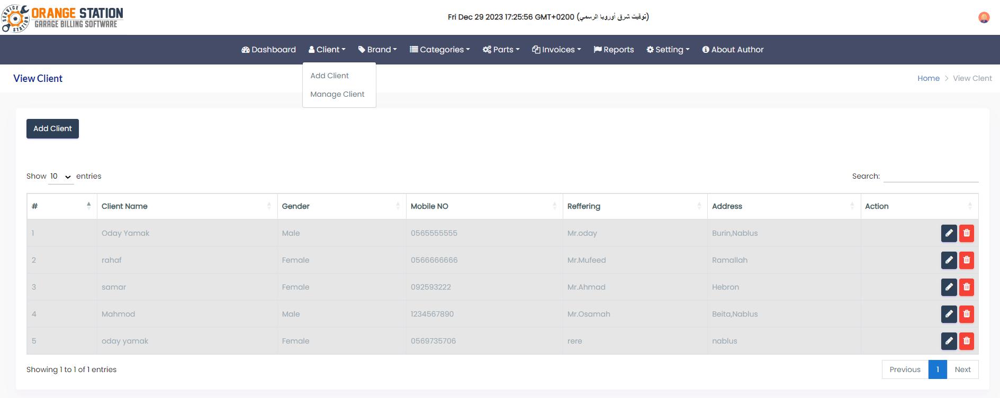 SERVICE STATION
ORANGE STATION
GARAGE BILLING SOFTWARE
Fri Dec 29 2023 17:25:56 GMT+0200 (توقيت شرق أوروبا الرسمي)
Dashboard Client Brand Categories Parts Invoices Reports Setting About Author
Add Client
Manage Client
View Client
Home > View Clent
Add Client
Show 10 entries
Search:
# Client Name Gender Mobile NO Reffering Address Action
1 Oday Yamak Male 0565555555 Mr.oday Burin,Nablus
2 rahaf Female 0566666666 Mr.Mufeed Ramallah
3 samar Female 092593222 Mr.Ahmad Hebron
4 Mahmod Male 1234567890 Mr.Osamah Beita,Nablus
5 oday yamak Female 0569735706 rere nablus
Showing 1 to 1 of 1 entries
Previous 1 Next